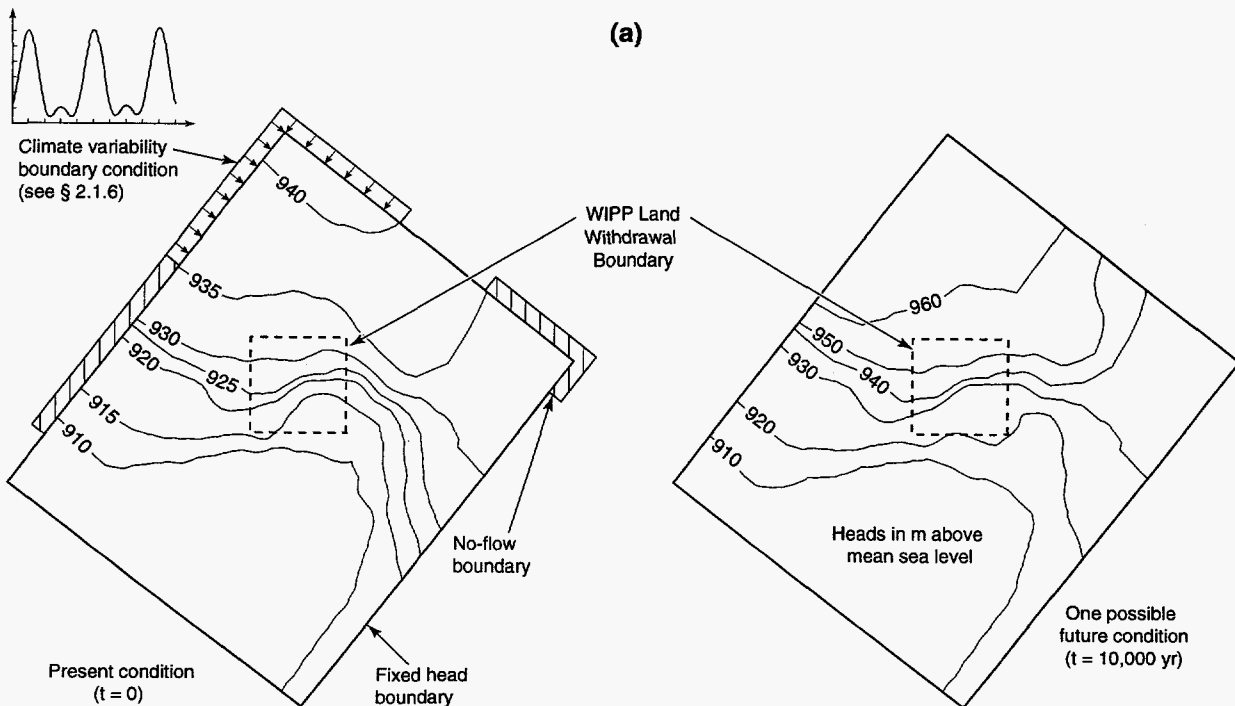 (a)
Climate variability
boundary condition
(see § 2.1.6)
940
935
930
925
920
915
910
WIPP Land
Withdrawal
Boundary
No-flow
boundary
Fixed head
boundary
Present condition
(t = 0)
960
950
940
930
920
910
Heads in m above
mean sea level
One possible
future condition
(t = 10,000 yr)